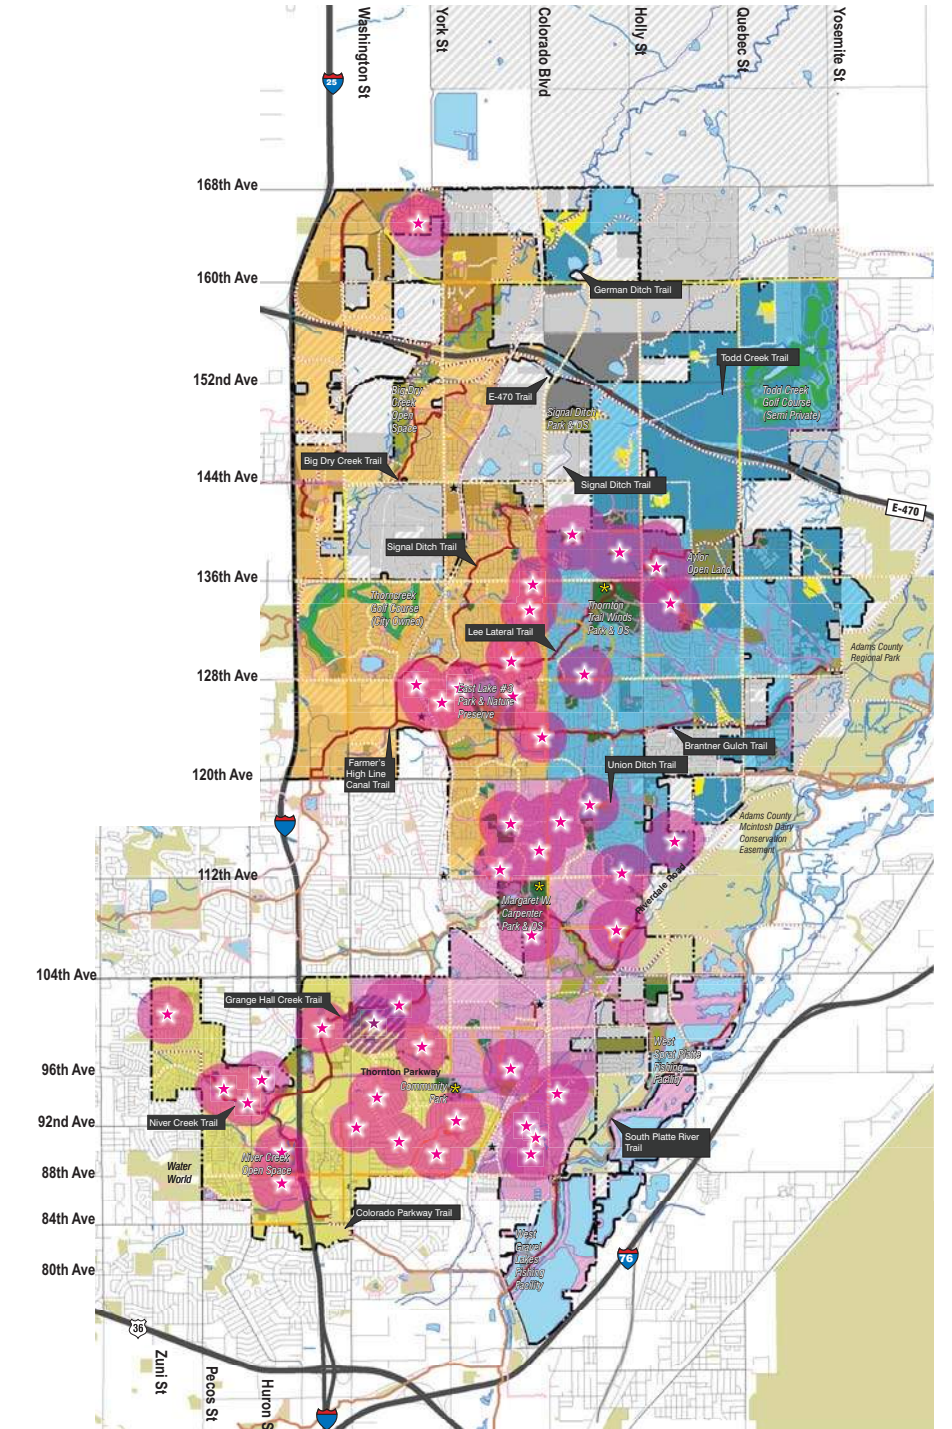 Washington St
York St
Colorado Blvd
Holly St
Quebec St
Yosemite St
25
168th Ave
160th Ave
German Ditch Trail
Todd Creek Trail
152nd Ave
E-470 Trail
Big Dry
Creek
Open
Space
Todd Creek
Golf Course
(Semi Private)
Signal Ditch
Park & OS
Big Dry Creek Trail
144th Ave
Signal Ditch Trail
E-470
Signal Ditch Trail
Aylor
Open Land
136th Ave
Thorncreek
Golf Course
(City Owned)
Thornton
Trail Winds
Park & OS
Lee Lateral Trail
Adams County
Regional Park
128th Ave
East Lake #3
Park & Nature
Preserve
Brantner Gulch Trail
Farmer's
High Line
Canal Trail
Union Ditch Trail
120th Ave
Adams County
Mcintosh Dairy
Conservation
Easement
112th Ave
Riverdale Road
Margaret W.
Carpenter
Park & OS
104th Ave
Grange Hall Creek Trail
West
Sprat Platte
Fishing
Facility
96th Ave
Thornton Parkway
Community
Park
92nd Ave
Niver Creek Trail
South Platte River
Trail
Water
World
Niver Creek
Open Space
88th Ave
84th Ave
Colorado Parkway Trail
West
Gravel
Lakes
Fishing
Facility
80th Ave
76
36
Zuni St
Pecos St
Huron S